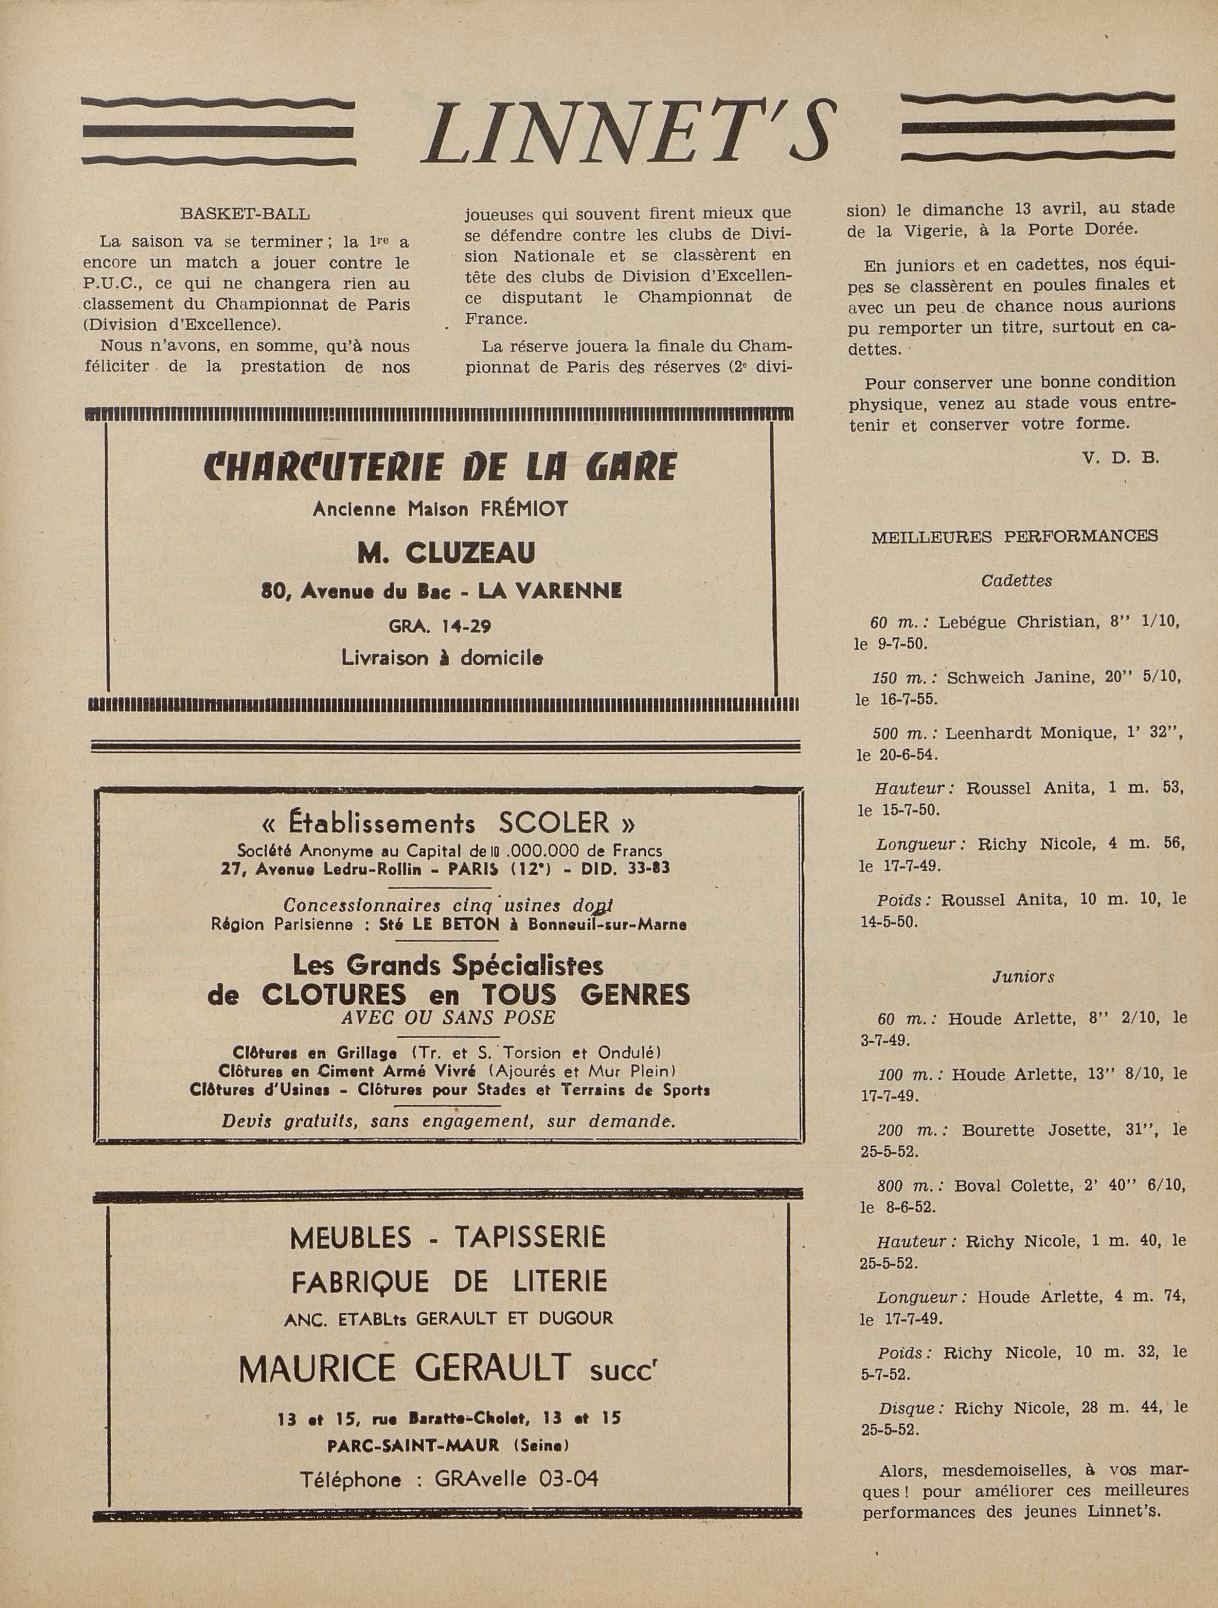 LINNET'S
BASKET-BALL
La saison va se terminer ; la 1re a
encore un match a jouer contre le
P.U.C., ce qui ne changera rien au
classement du Championnat de Paris
(Division d'Excellence).
Nous n'avons, en somme, qu'à nous
féliciter de la prestation de nos
joueuses qui souvent firent mieux que
se défendre contre les clubs de Divi-
sion Nationale et se classèrent en
tête des clubs de Division d'Excellen-
ce disputant le Championnat de
France.
La réserve jouera la finale du Cham-
pionnat de Paris des réserves (2e divi-
sion) le dimanche 13 avril, au stade
de la Vigerie, à la Porte Dorée.
En juniors et en cadettes, nos équi-
pes se classèrent en poules finales et
avec un peu de chance nous aurions
pu remporter un titre, surtout en ca-
dettes.
Pour conserver une bonne condition
physique, venez au stade vous entre-
tenir et conserver votre forme.
V. D. B.
MEILLEURES PERFORMANCES
Cadettes
60 m. : Lebégue Christian, 8'' 1/10,
le 9-7-50.
150 m. : Schweich Janine, 20'' 5/10,
le 16-7-55.
500 m. : Leenhardt Monique, 1' 32'',
le 20-6-54.
Hauteur : Roussel Anita, 1 m. 53,
le 15-7-50.
Longueur : Richy Nicole, 4 m. 56,
le 17-7-49.
Poids : Roussel Anita, 10 m. 10, le
14-5-50.
Juniors
60 m. : Houde Arlette, 8'' 2/10, le
3-7-49.
100 m. : Houde Arlette, 13'' 8/10, le
17-7-49.
200 m. : Bourette Josette, 31'', le
25-5-52.
800 m. : Boval Colette, 2' 40'' 6/10,
le 8-6-52.
Hauteur : Richy Nicole, 1 m. 40, le
25-5-52.
Longueur : Houde Arlette, 4 m. 74,
le 17-7-49.
Poids : Richy Nicole, 10 m. 32, le
5-7-52.
Disque : Richy Nicole, 28 m. 44, le
25-5-52.
Alors, mesdemoiselles, à vos mar-
ques ! pour améliorer ces meilleures
performances des jeunes Linnet's.
CHARCUTERIE DE LA GARE
Ancienne Maison FRÉMIOT
M. CLUZEAU
80, Avenue du Bac - LA VARENNE
GRA. 14-29
Livraison à domicile
« Établissements SCOLER »
Société Anonyme au Capital de 10 .000.000 de Francs
27, Avenue Ledru-Rollin - PARIS (12e) - DID. 33-83
Concessionnaires cinq usines dont
Région Parisienne : Sté LE BETON à Bonneuil-sur-Marne
Les Grands Spécialistes
de CLOTURES en TOUS GENRES
AVEC OU SANS POSE
Clôtures en Grillage (Tr. et S. Torsion et Ondulé)
Clôtures en Ciment Armé Vivré (Ajourés et Mur Plein)
Clôtures d'Usines - Clôtures pour Stades et Terrains de Sports
Devis gratuits, sans engagement, sur demande.
MEUBLES - TAPISSERIE
FABRIQUE DE LITERIE
ANC. ETABLts GERAULT ET DUGOUR
MAURICE GERAULT succr
13 et 15, rue Baratte-Cholet, 13 et 15
PARC-SAINT-MAUR (Seine)
Téléphone : GRAvelle 03-04